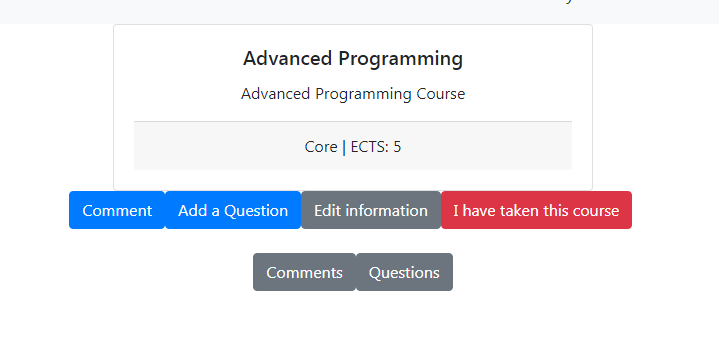 Advanced Programming
Advanced Programming Course
Core | ECTS: 5
Comment Add a Question Edit information I have taken this course
Comments Questions